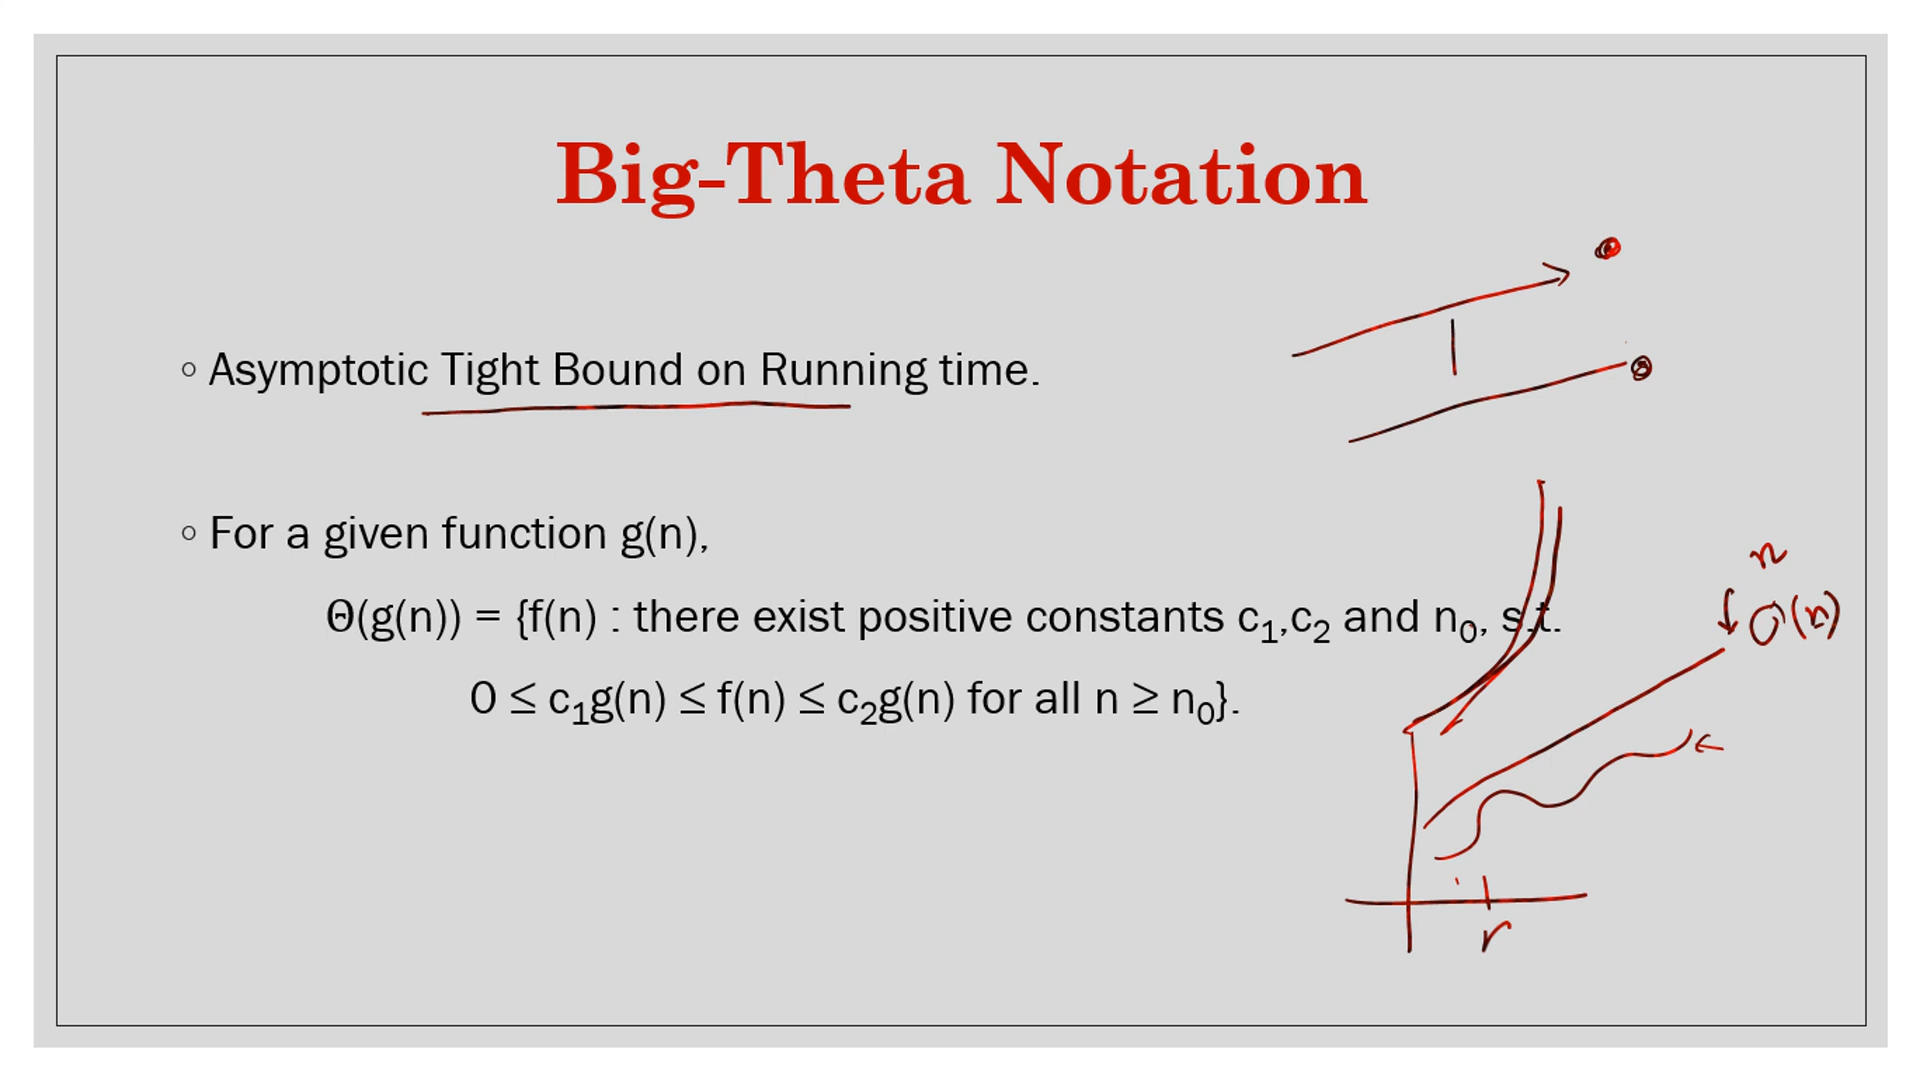 Big-Theta Notation
◦ Asymptotic Tight Bound on Running time.
◦ For a given function g(n),
Θ(g(n)) = {f(n) : there exist positive constants c₁,c₂ and n₀, s.t.
0 ≤ c₁g(n) ≤ f(n) ≤ c₂g(n) for all n ≥ n₀}.
n
O(n)